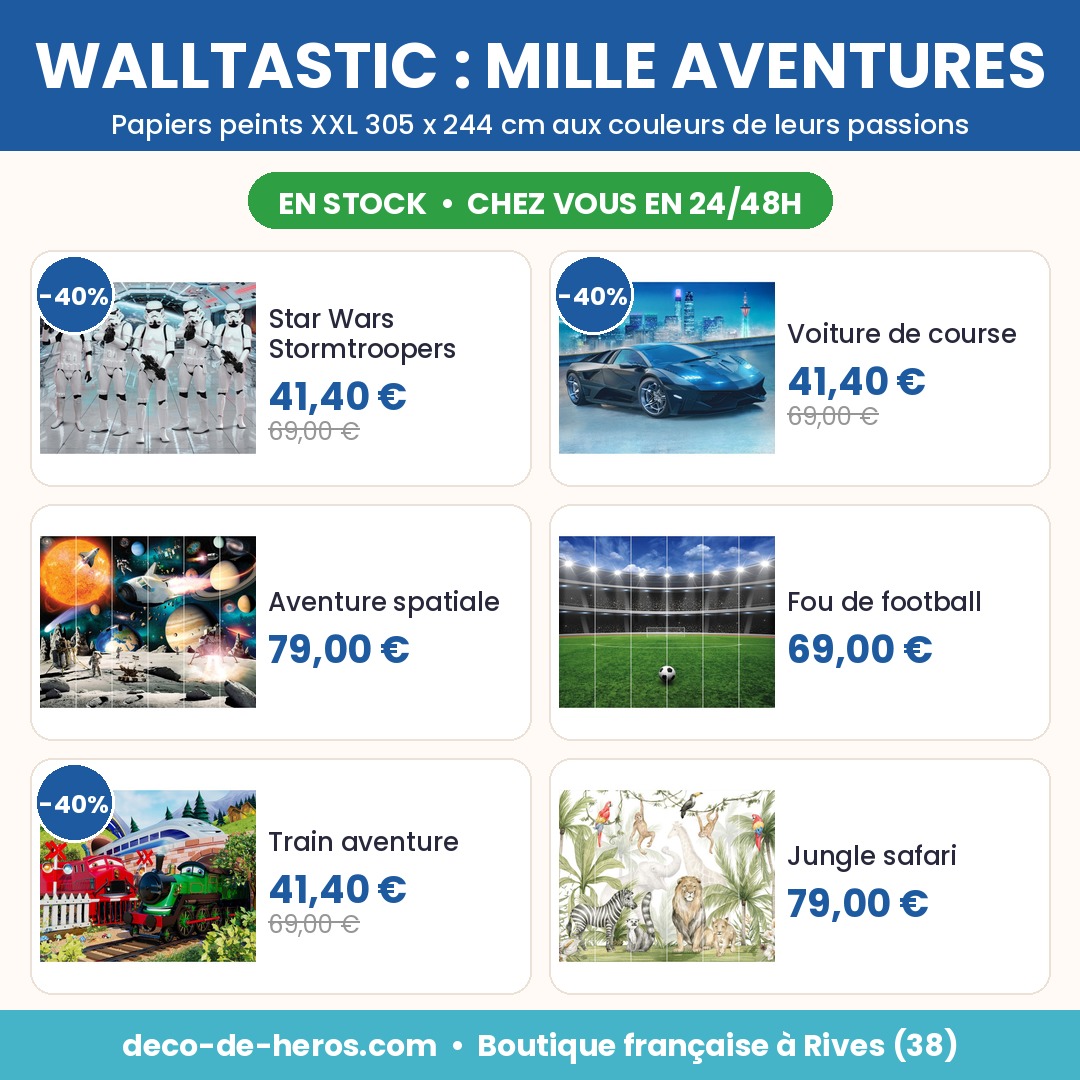 WALLTASTIC : MILLE AVENTURES
Papiers peints XXL 305 x 244 cm aux couleurs de leurs passions
EN STOCK • CHEZ VOUS EN 24/48H
-40%
Star Wars
Stormtroopers
41,40 €
69,00 €
-40%
Voiture de course
41,40 €
69,00 €
Aventure spatiale
79,00 €
Fou de football
69,00 €
-40%
Train aventure
41,40 €
69,00 €
Jungle safari
79,00 €
deco-de-heros.com • Boutique française à Rives (38)